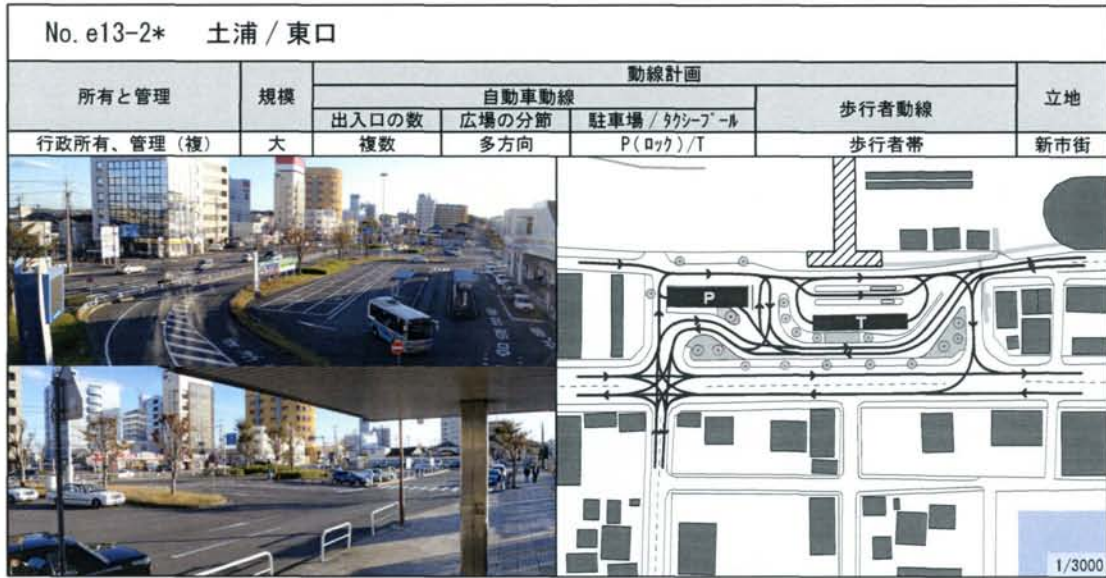 No. e13-2* 土浦 / 東口
所有と管理 規模 動線計画 立地
自動車動線 歩行者動線
出入口の数 広場の分節 駐車場 / タクシープール
行政所有、管理（複） 大 複数 多方向 P(ロック)/T 歩行者帯 新市街
P
T
1/3000